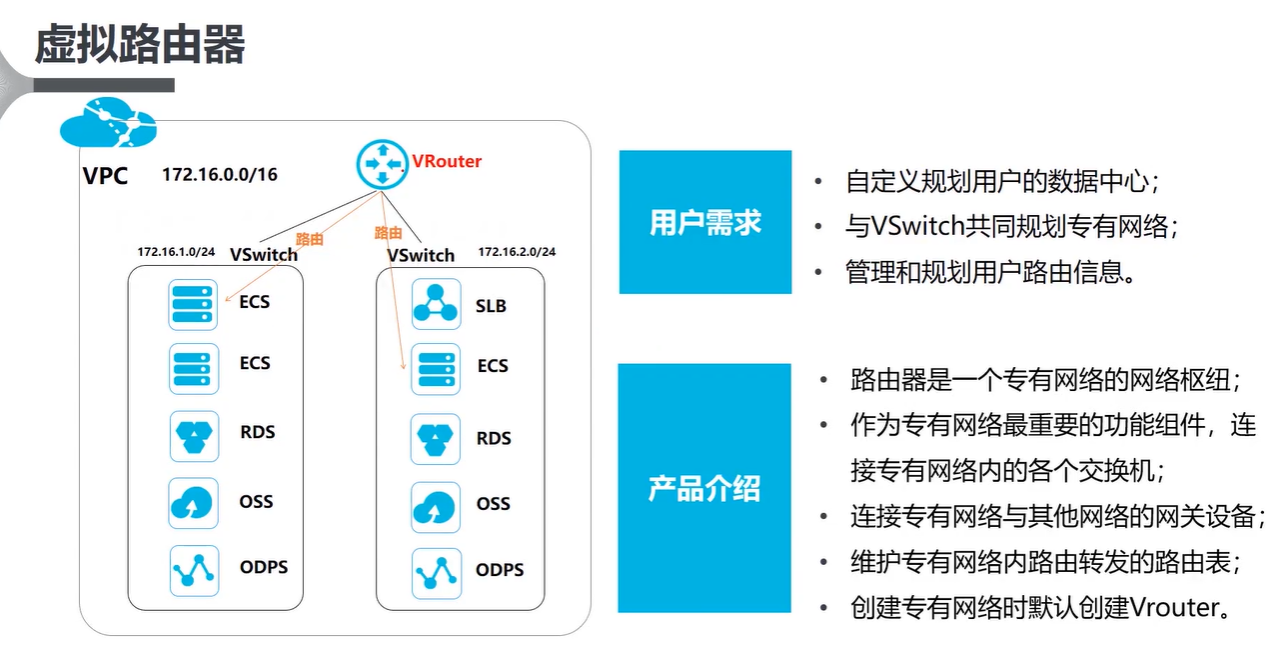 虚拟路由器
VPC
172.16.0.0/16
VRouter
路由
路由
172.16.1.0/24
VSwitch
VSwitch
172.16.2.0/24
ECS
ECS
RDS
OSS
ODPS
SLB
ECS
RDS
OSS
ODPS
用户需求
• 自定义规划用户的数据中心；
• 与VSwitch共同规划专有网络；
• 管理和规划用户路由信息。
产品介绍
• 路由器是一个专有网络的网络枢纽；
• 作为专有网络最重要的功能组件，连
接专有网络内的各个交换机；
• 连接专有网络与其他网络的网关设备；
• 维护专有网络内路由转发的路由表；
• 创建专有网络时默认创建Vrouter。